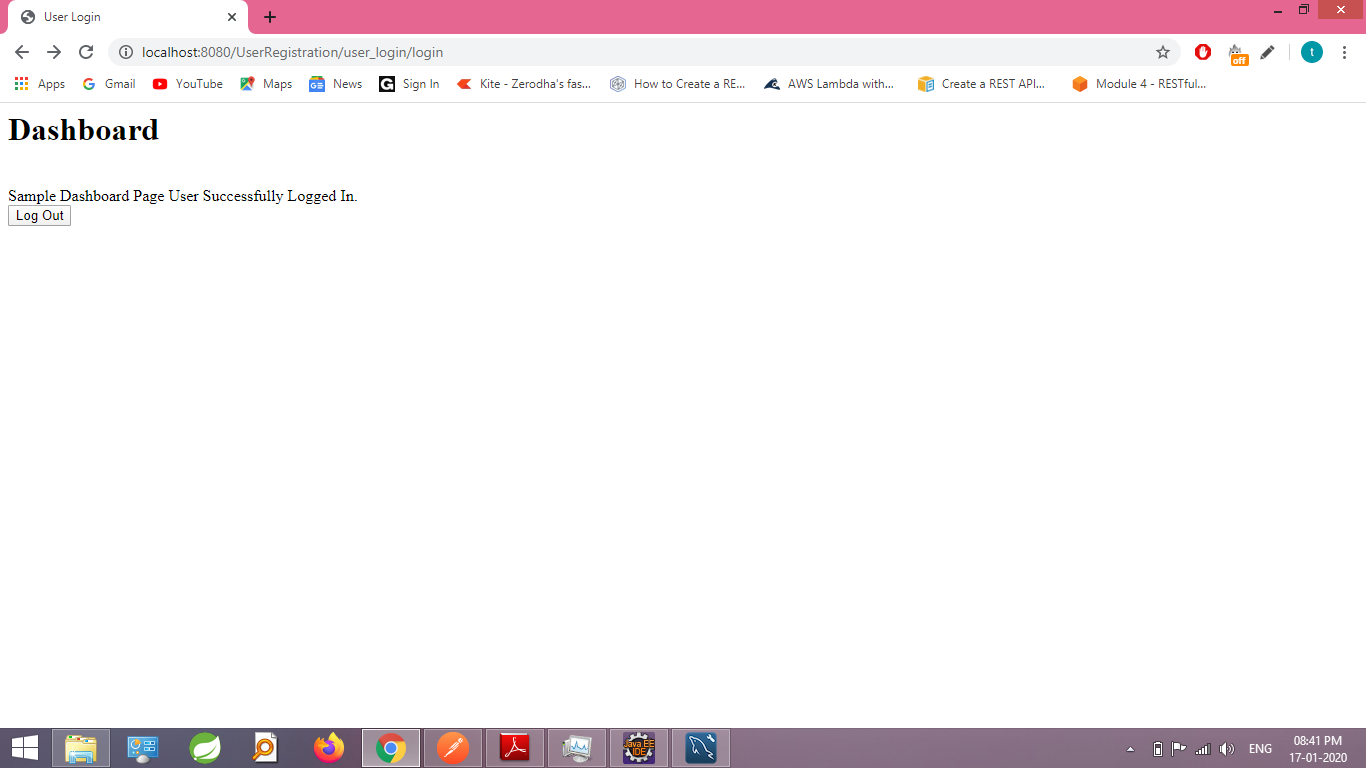 User Login
localhost:8080/UserRegistration/user_login/login
t
off
Apps Gmail YouTube Maps News Sign In Kite - Zerodha's fas... How to Create a RE... AWS Lambda with... Create a REST API... Module 4 - RESTful...
Dashboard
Sample Dashboard Page User Successfully Logged In.
Log Out
Java EE
IDE
ENG
08:41 PM
17-01-2020